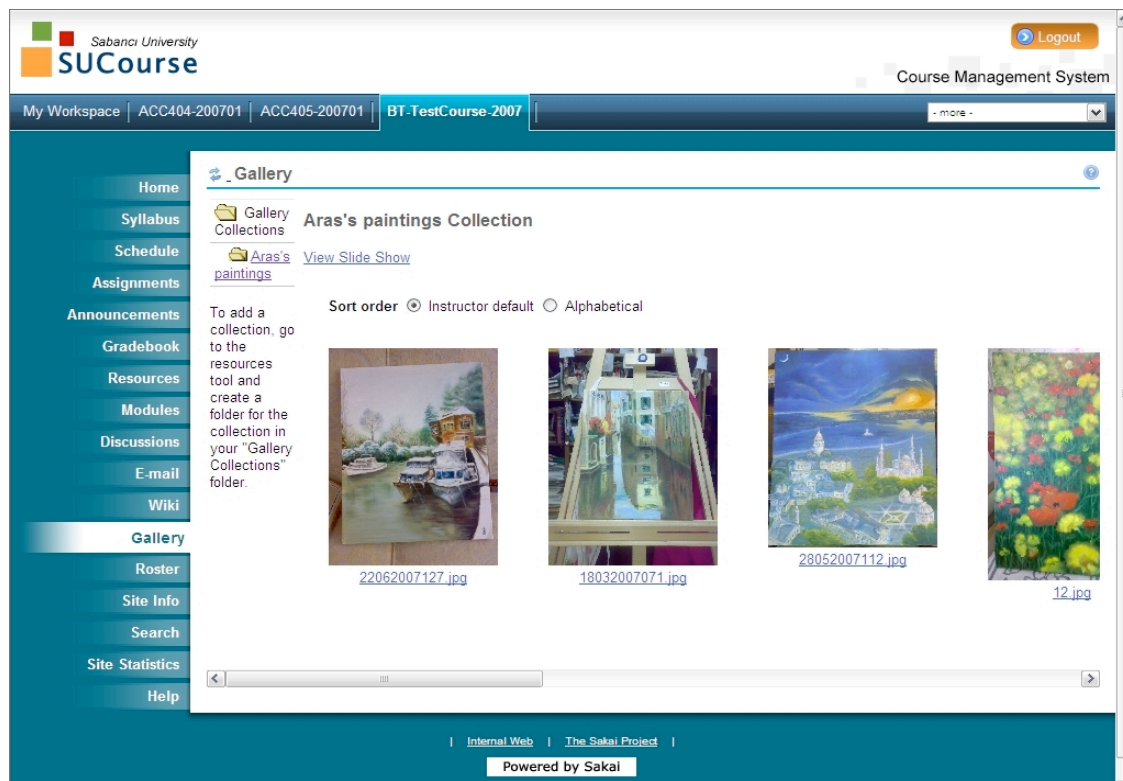 Sabancı University
SUCourse
Logout
Course Management System
My Workspace | ACC404-200701 | ACC405-200701 | BT-TestCourse-2007 |
- more -
Home
Syllabus
Schedule
Assignments
Announcements
Gradebook
Resources
Modules
Discussions
E-mail
Wiki
Gallery
Roster
Site Info
Search
Site Statistics
Help
Gallery
Gallery
Collections
Aras's
paintings
To add a
collection, go
to the
resources
tool and
create a
folder for the
collection in
your "Gallery
Collections"
folder.
Aras's paintings Collection
View Slide Show
Sort order Instructor default Alphabetical
22062007127.jpg
18032007071.jpg
28052007112.jpg
12.jpg
| Internal Web | The Sakai Project |
Powered by Sakai